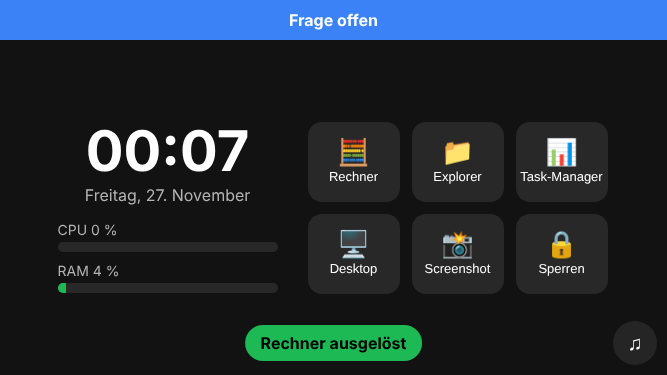 Frage offen
00:07
Freitag, 27. November
CPU 0 %
RAM 4 %
Rechner
Explorer
Task-Manager
Desktop
Screenshot
Sperren
Rechner ausgelöst
♫